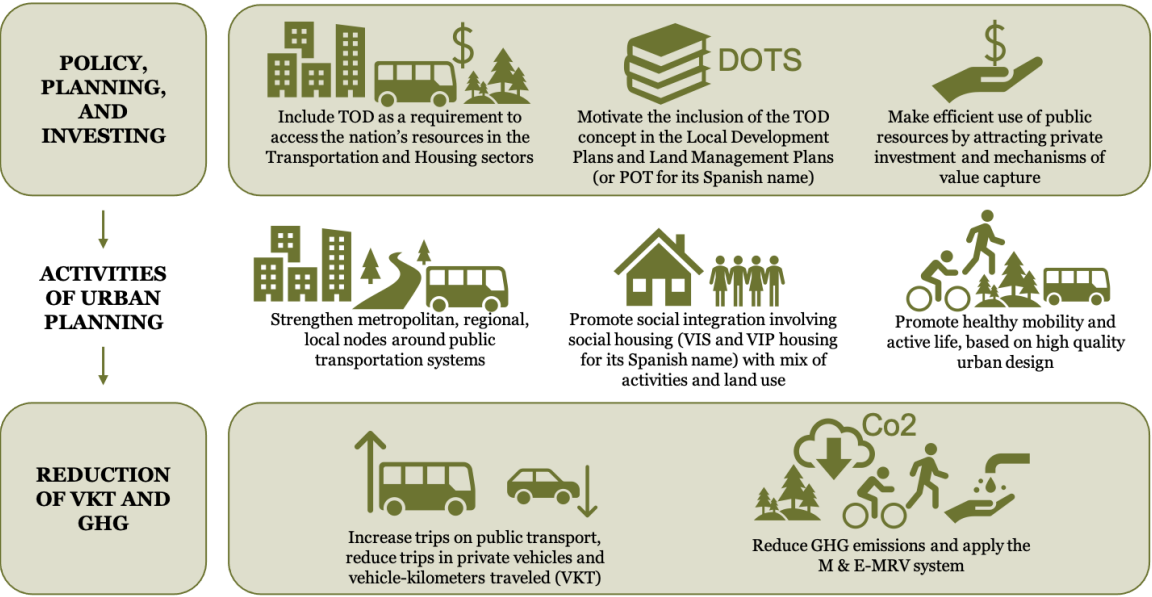 POLICY,
PLANNING,
AND
INVESTING
$
DOTS
$
Include TOD as a requirement to
access the nation's resources in the
Transportation and Housing sectors
Motivate the inclusion of the TOD
concept in the Local Development
Plans and Land Management Plans
(or POT for its Spanish name)
Make efficient use of public
resources by attracting private
investment and mechanisms of
value capture
ACTIVITIES
OF URBAN
PLANNING
Strengthen metropolitan, regional,
local nodes around public
transportation systems
Promote social integration involving
social housing (VIS and VIP housing
for its Spanish name) with mix of
activities and land use
Promote healthy mobility and
active life, based on high quality
urban design
REDUCTION
OF VKT AND
GHG
Increase trips on public transport,
reduce trips in private vehicles and
vehicle-kilometers traveled (VKT)
Co2
Reduce GHG emissions and apply the
M & E-MRV system